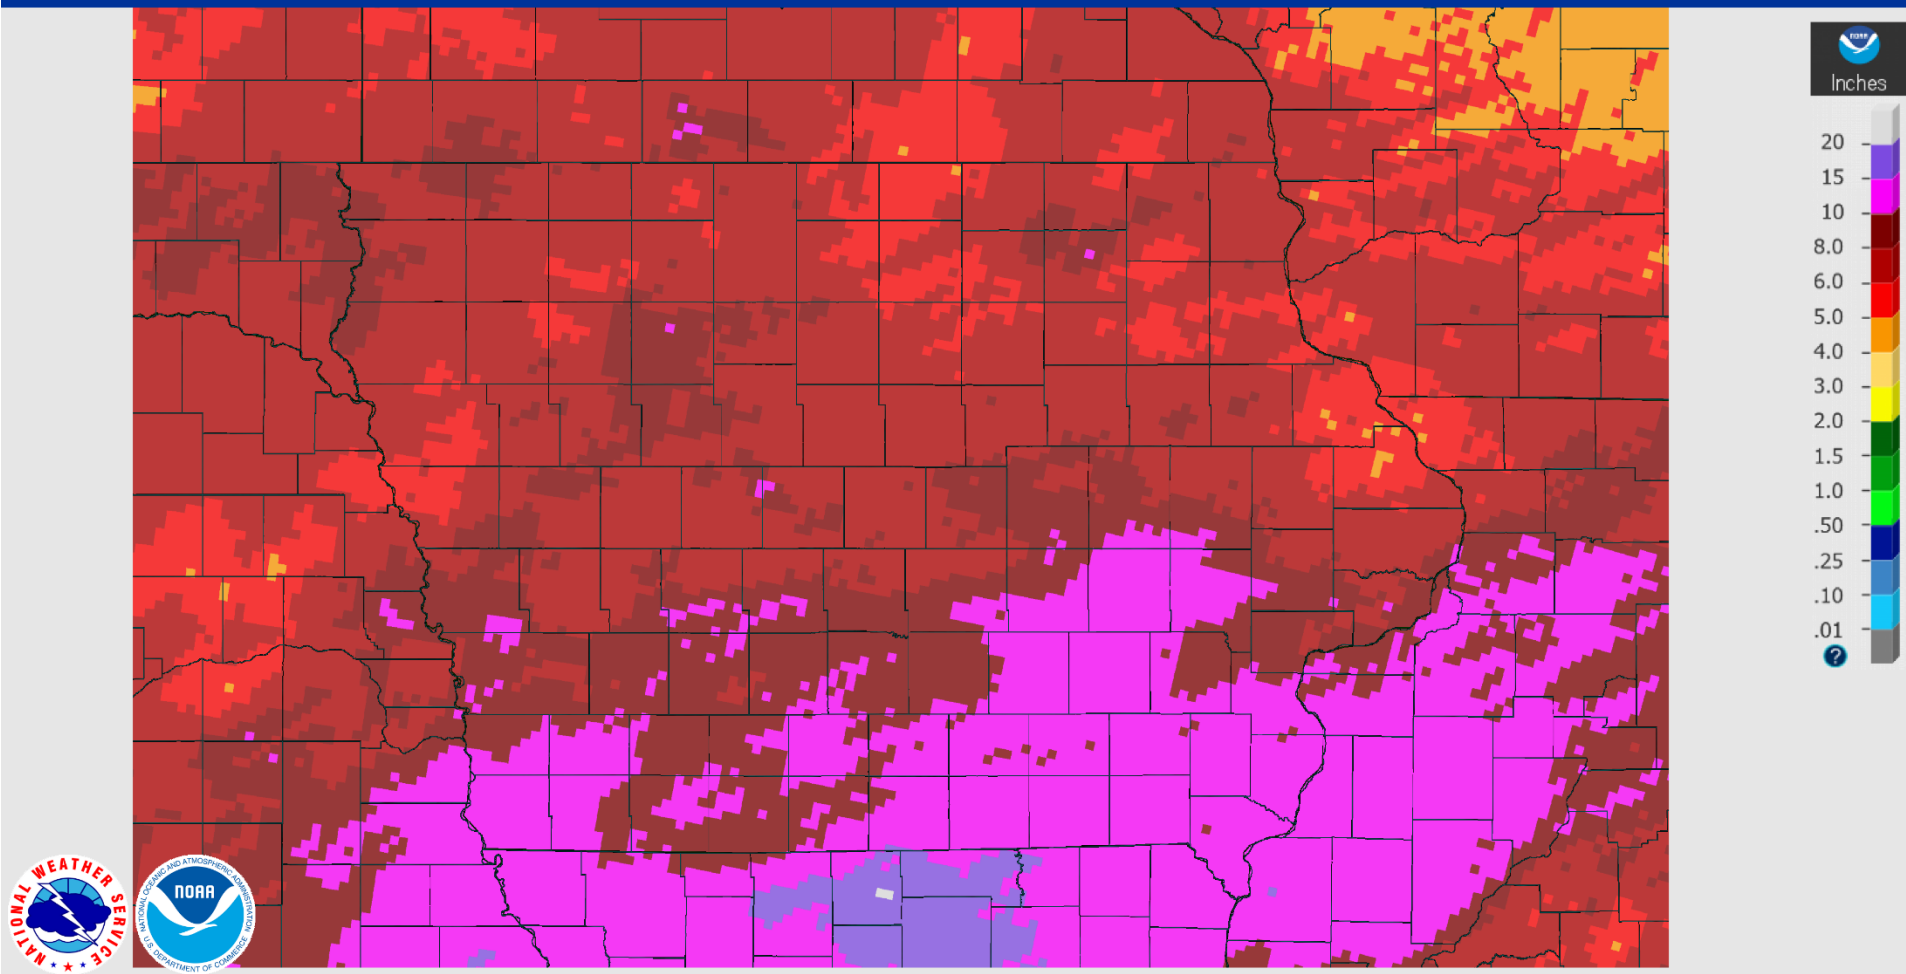 NOAA
Inches
20
15
10
8.0
6.0
5.0
4.0
3.0
2.0
1.5
1.0
.50
.25
.10
.01
?
NATIONAL WEATHER SERVICE
NATIONAL OCEANIC AND ATMOSPHERIC ADMINISTRATION
NOAA
U.S. DEPARTMENT OF COMMERCE